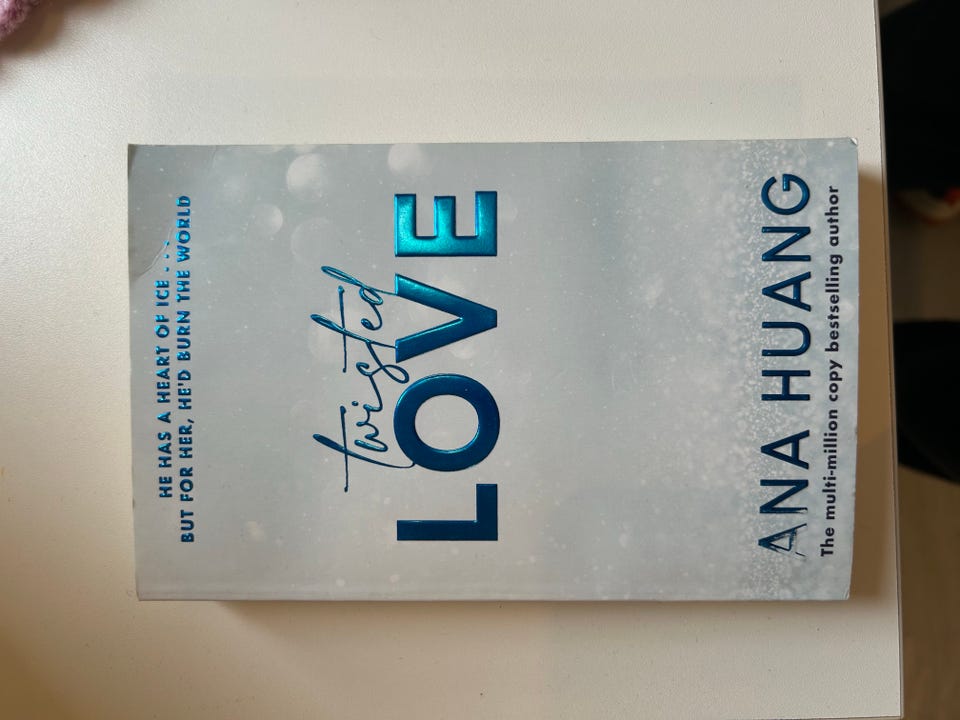 HE HAS A HEART OF ICE . . .
BUT FOR HER, HE'D BURN THE WORLD
twisted
LOVE
ANA HUANG
The multi-million copy bestselling author